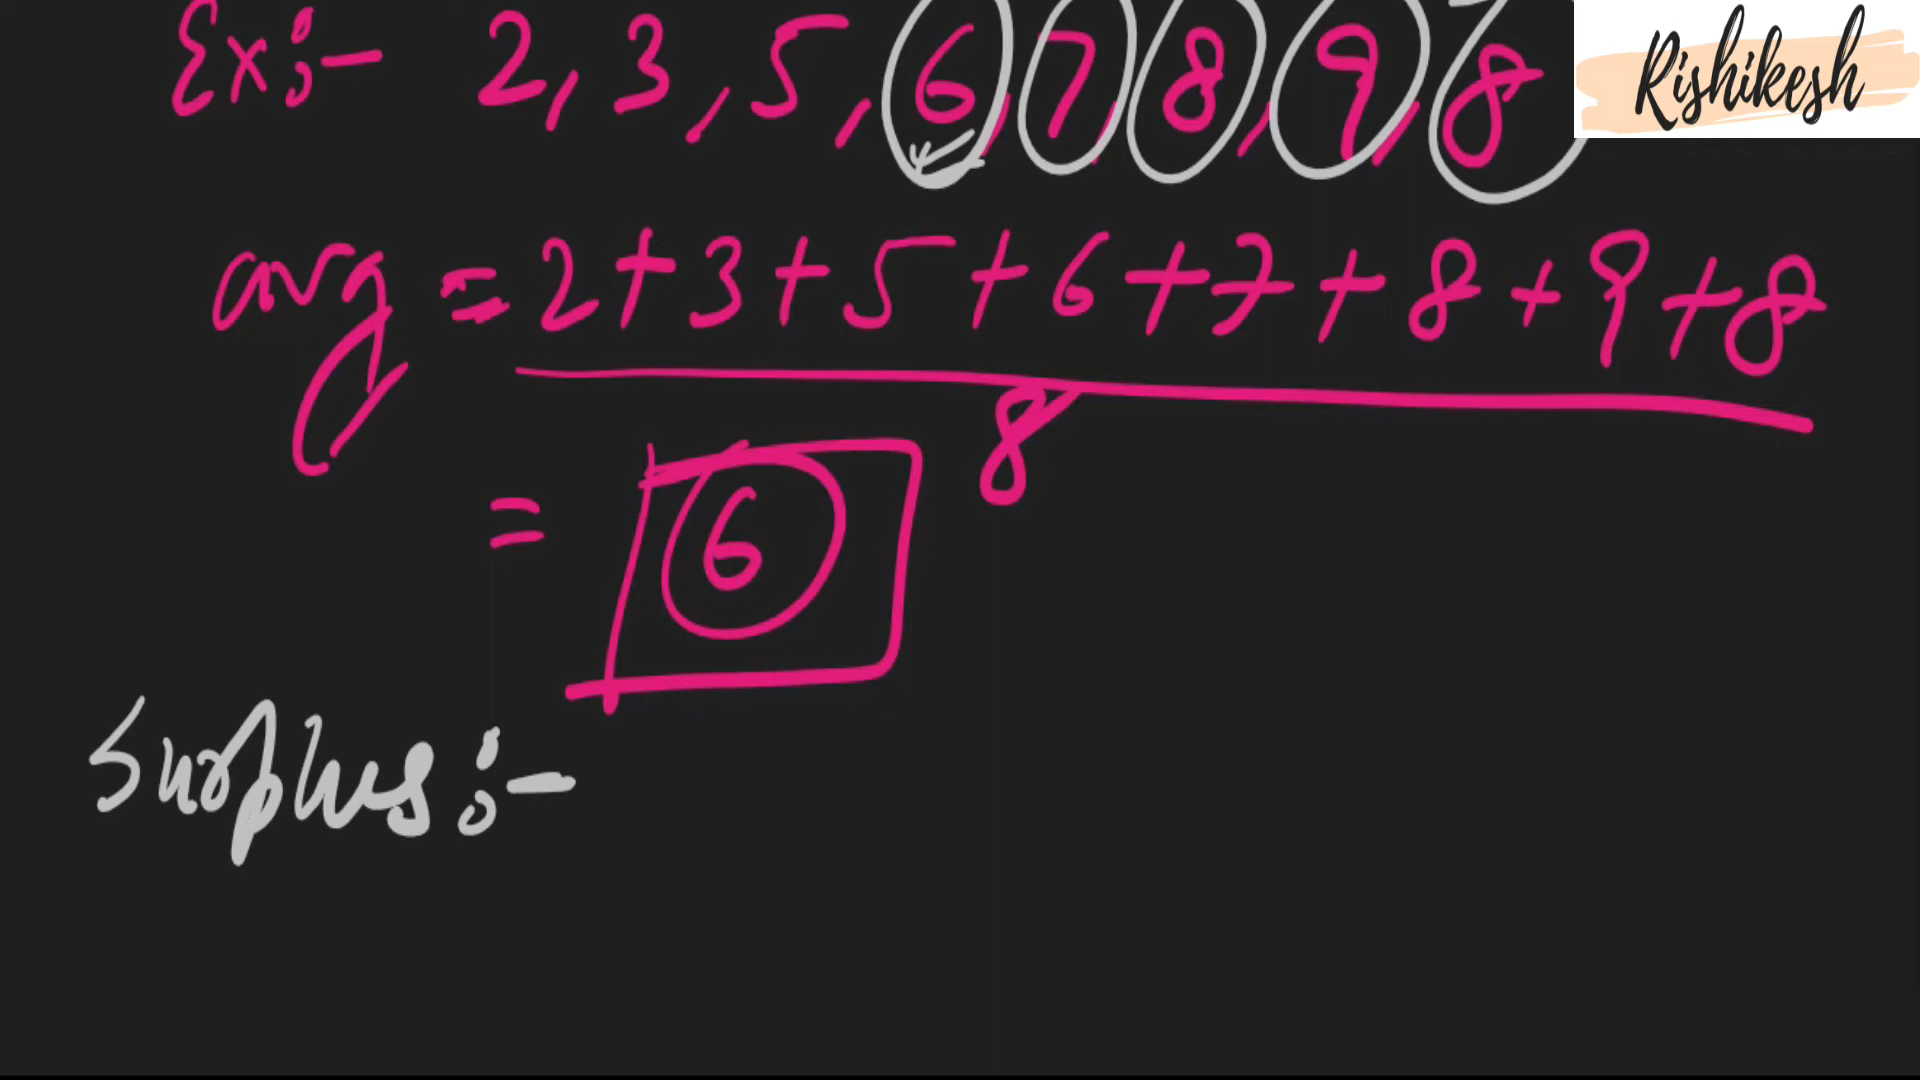 Ex:- 2, 3, 5, 6, 7, 8, 9, 8
Rishikesh
avg = 2+3+5+6+7+8+9+8
8
= 6
Surplus :-